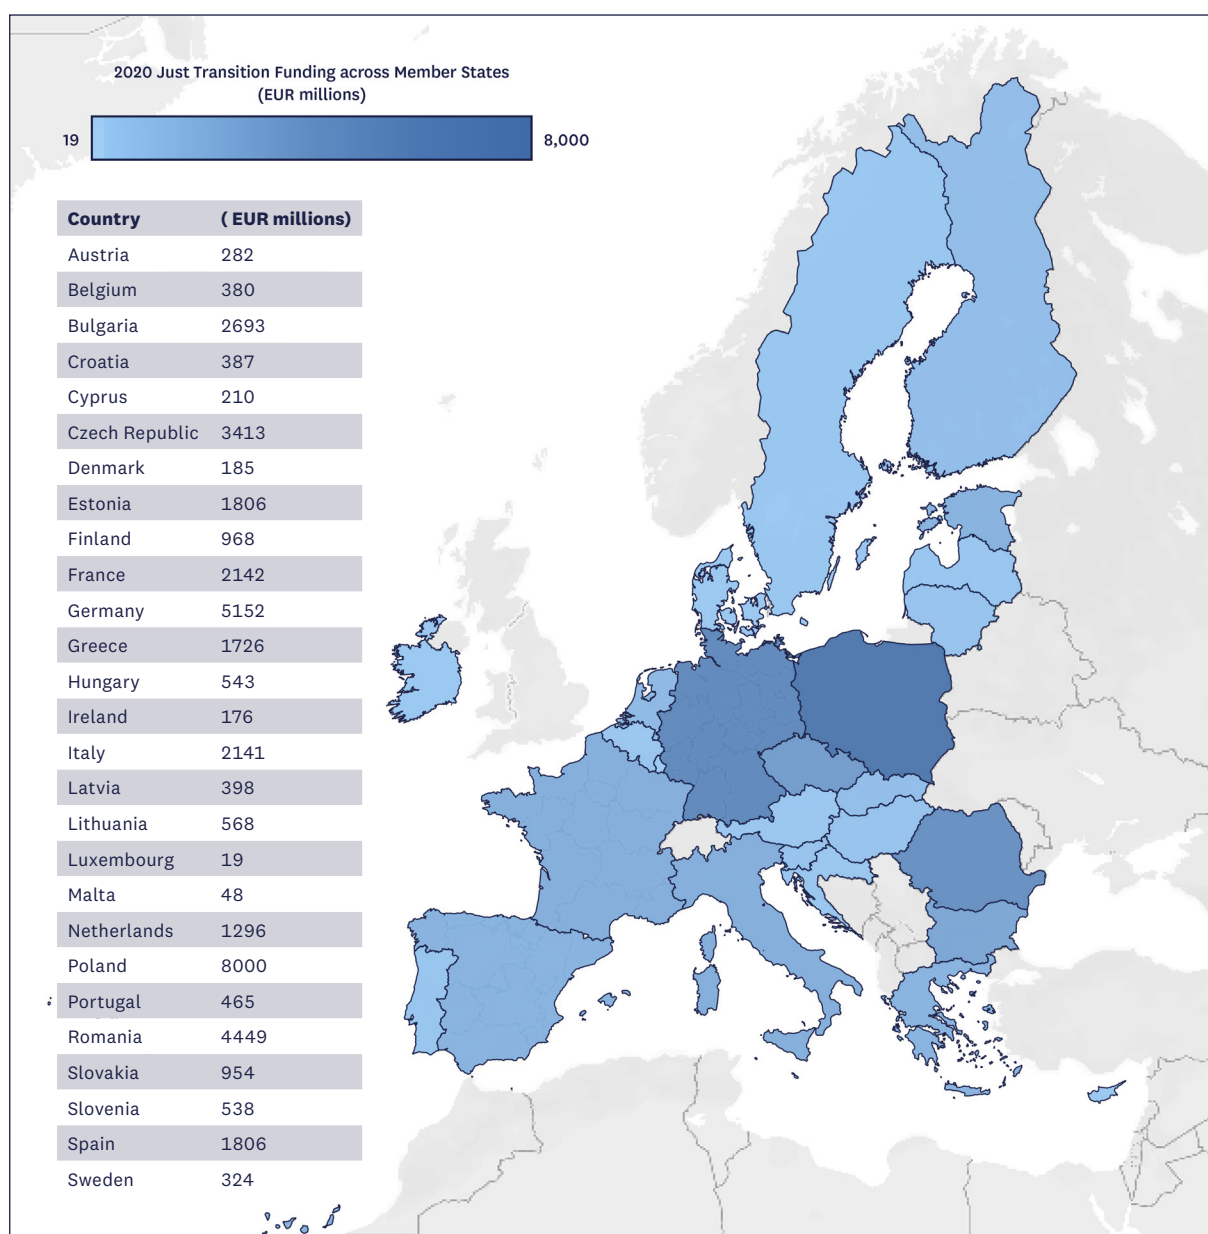 2020 Just Transition Funding across Member States
(EUR millions)
19 8,000
Country ( EUR millions)
Austria 282
Belgium 380
Bulgaria 2693
Croatia 387
Cyprus 210
Czech Republic 3413
Denmark 185
Estonia 1806
Finland 968
France 2142
Germany 5152
Greece 1726
Hungary 543
Ireland 176
Italy 2141
Latvia 398
Lithuania 568
Luxembourg 19
Malta 48
Netherlands 1296
Poland 8000
Portugal 465
Romania 4449
Slovakia 954
Slovenia 538
Spain 1806
Sweden 324